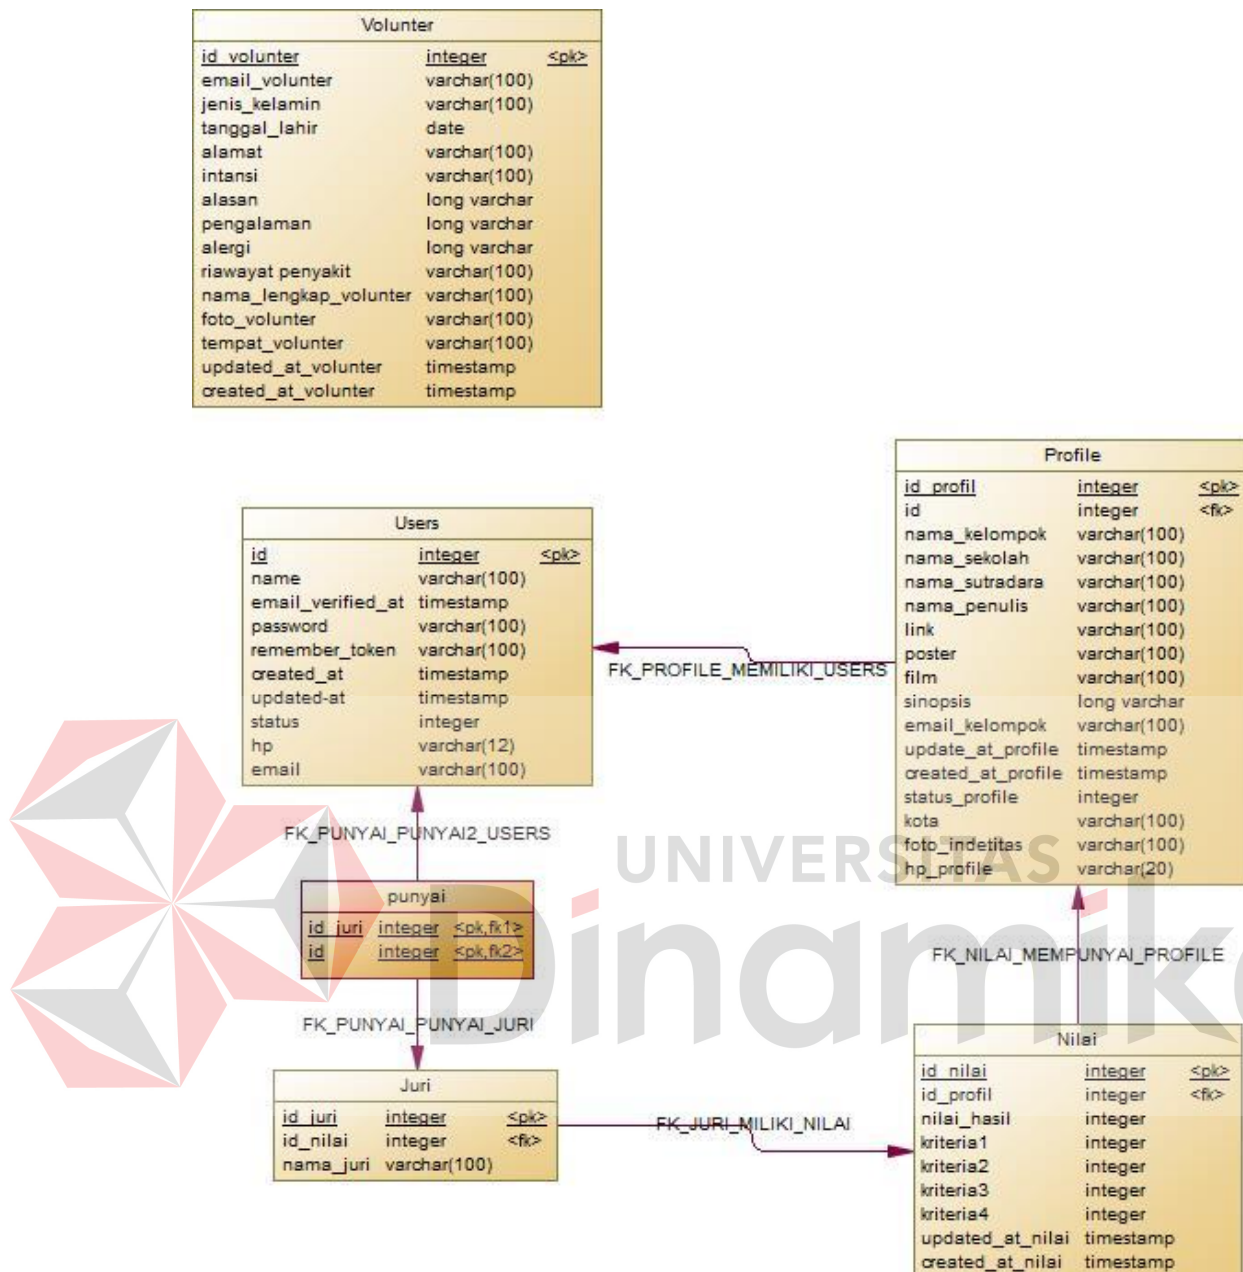 Volunter
id_volunter integer <pk>
email_volunter varchar(100)
jenis_kelamin varchar(100)
tanggal_lahir date
alamat varchar(100)
intansi varchar(100)
alasan long varchar
pengalaman long varchar
alergi long varchar
riawayat penyakit varchar(100)
nama_lengkap_volunter varchar(100)
foto_volunter varchar(100)
tempat_volunter varchar(100)
updated_at_volunter timestamp
created_at_volunter timestamp
Profile
id_profil integer <pk>
id integer <fk>
nama_kelompok varchar(100)
nama_sekolah varchar(100)
nama_sutradara varchar(100)
nama_penulis varchar(100)
link varchar(100)
poster varchar(100)
film varchar(100)
sinopsis long varchar
email_kelompok varchar(100)
update_at_profile timestamp
created_at_profile timestamp
status_profile integer
kota varchar(100)
foto_indetitas varchar(100)
hp_profile varchar(20)
Users
id integer <pk>
name varchar(100)
email_verified_at timestamp
password varchar(100)
remember_token varchar(100)
created_at timestamp
updated-at timestamp
status integer
hp varchar(12)
email varchar(100)
FK_PROFILE_MEMILIKI_USERS
FK_PUNYAI_PUNYAI2_USERS
UNIVERSITAS
Dinamika
punyai
id_juri integer <pk,fk1>
id integer <pk,fk2>
FK_NILAI_MEMPUNYAI_PROFILE
FK_PUNYAI_PUNYAI_JURI
Juri
id_juri integer <pk>
id_nilai integer <fk>
nama_juri varchar(100)
FK_JURI_MILIKI_NILAI
Nilai
id_nilai integer <pk>
id_profil integer <fk>
nilai_hasil integer
kriteria1 integer
kriteria2 integer
kriteria3 integer
kriteria4 integer
updated_at_nilai timestamp
created_at_nilai timestamp